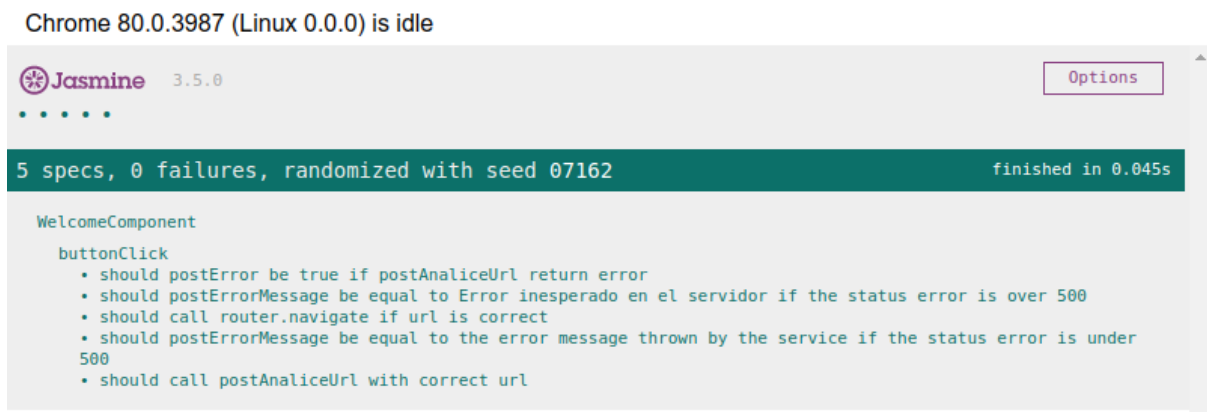 Chrome 80.0.3987 (Linux 0.0.0) is idle
Jasmine 3.5.0 Options
• • • • •
5 specs, 0 failures, randomized with seed 07162 finished in 0.045s
WelcomeComponent
buttonClick
• should postError be true if postAnaliceUrl return error
• should postErrorMessage be equal to Error inesperado en el servidor if the status error is over 500
• should call router.navigate if url is correct
• should postErrorMessage be equal to the error message thrown by the service if the status error is under
500
• should call postAnaliceUrl with correct url